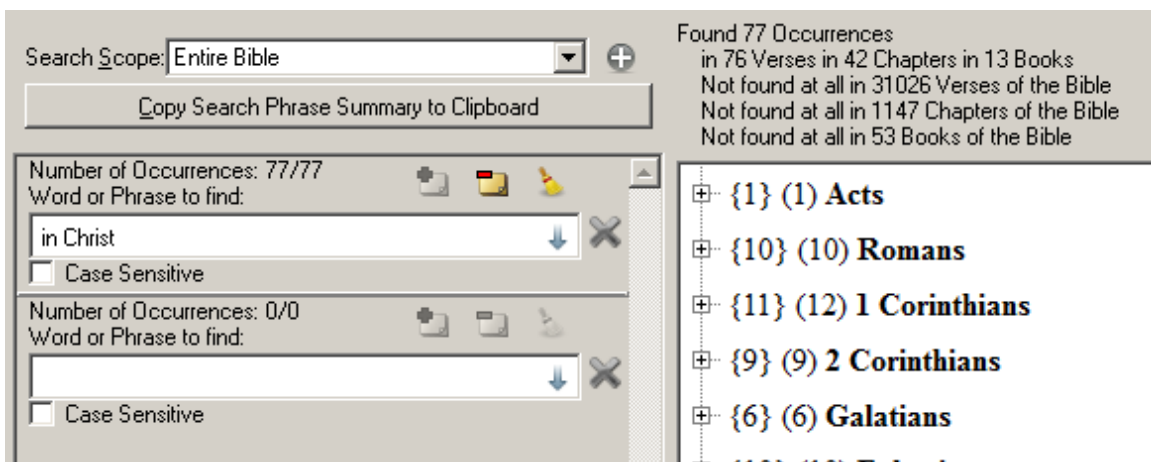 Search Scope: Entire Bible
Copy Search Phrase Summary to Clipboard
Number of Occurrences: 77/77
Word or Phrase to find:
in Christ
Case Sensitive
Number of Occurrences: 0/0
Word or Phrase to find:
Case Sensitive
Found 77 Occurrences
in 76 Verses in 42 Chapters in 13 Books
Not found at all in 31026 Verses of the Bible
Not found at all in 1147 Chapters of the Bible
Not found at all in 53 Books of the Bible
{1} (1) Acts
{10} (10) Romans
{11} (12) 1 Corinthians
{9} (9) 2 Corinthians
{6} (6) Galatians